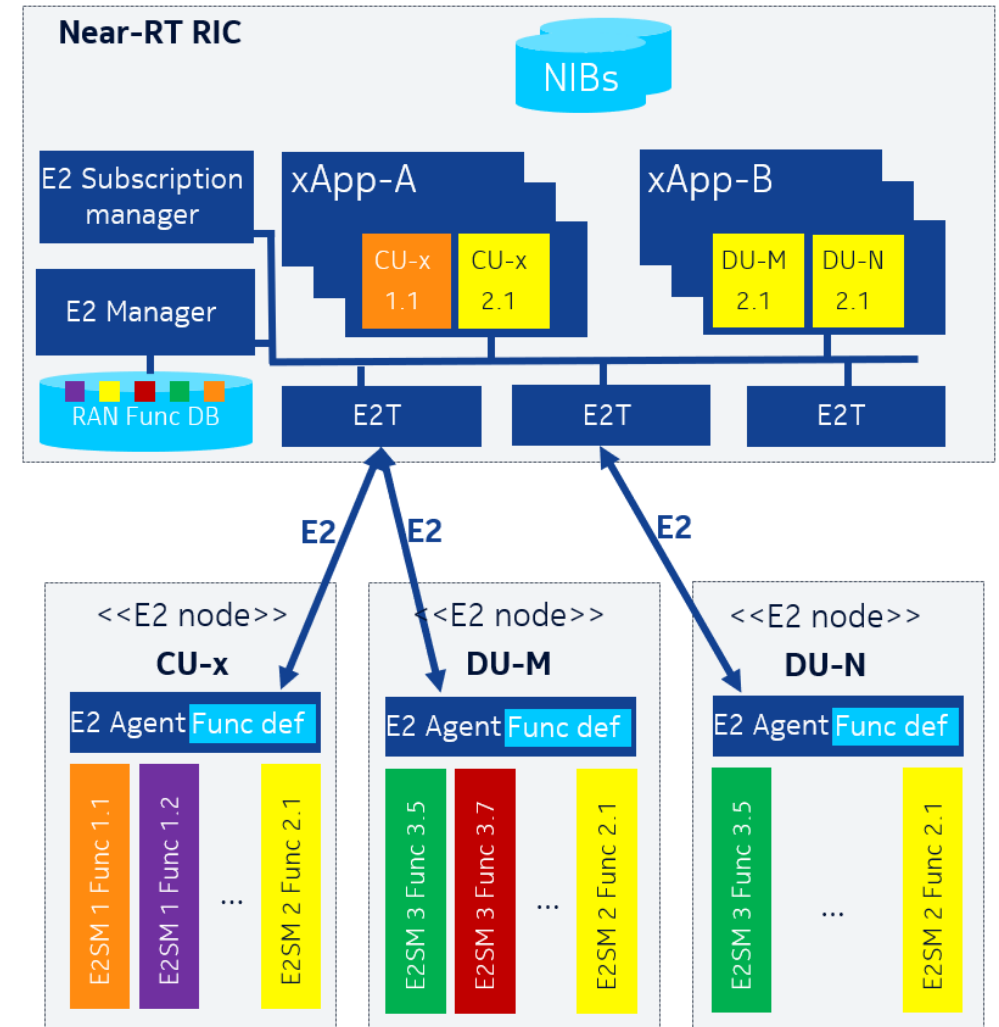 Near-RT RIC
NIBs
E2 Subscription
manager
xApp-A
CU-x
1.1
CU-x
2.1
xApp-B
DU-M
2.1
DU-N
2.1
E2 Manager
RAN Func DB
E2T
E2T
E2T
E2
E2
E2
<<E2 node>>
CU-x
E2 Agent
Func def
E2SM 1 Func 1.1
E2SM 1 Func 1.2
...
E2SM 2 Func 2.1
<<E2 node>>
DU-M
E2 Agent
Func def
E2SM 3 Func 3.5
E2SM 3 Func 3.7
...
E2SM 2 Func 2.1
<<E2 node>>
DU-N
E2 Agent
Func def
E2SM 3 Func 3.5
...
E2SM 2 Func 2.1